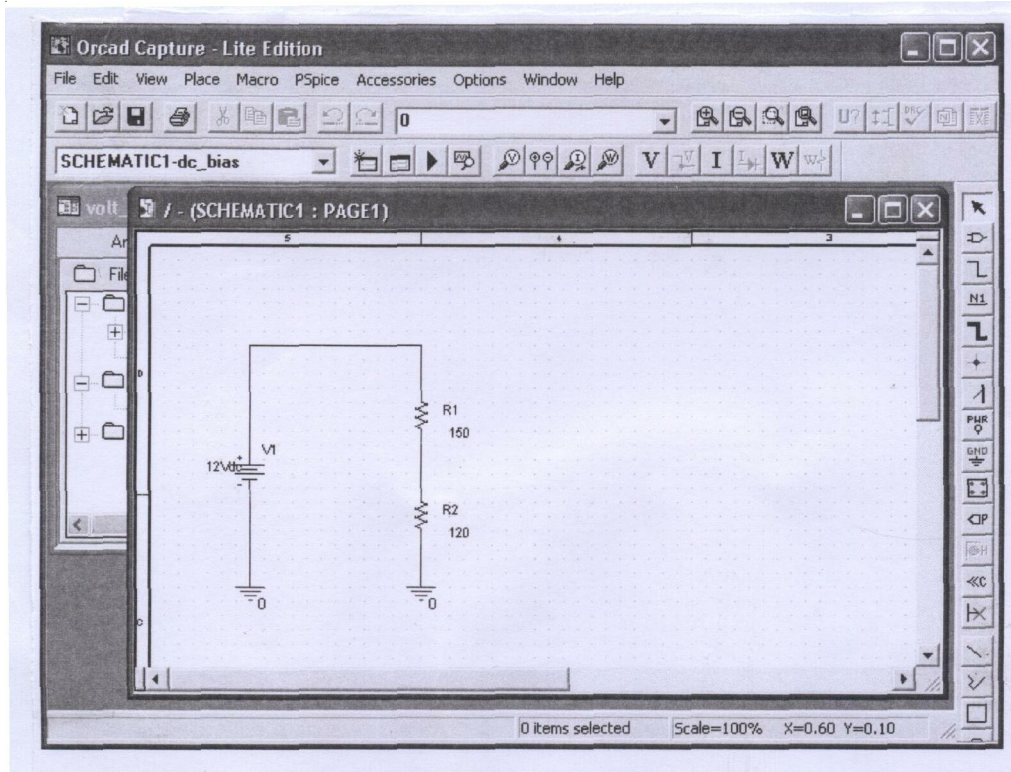 Orcad Capture - Lite Edition
File Edit View Place Macro PSpice Accessories Options Window Help
0
U?
SCHEMATIC1-dc_bias
V I W
volt_
/ - (SCHEMATIC1 : PAGE1)
An
File
5 4 3
D
C
R1
150
V1
12Vdc
+
-
R2
120
0
0
N1
PWR
GND
0 items selected Scale=100% X=0.60 Y=0.10